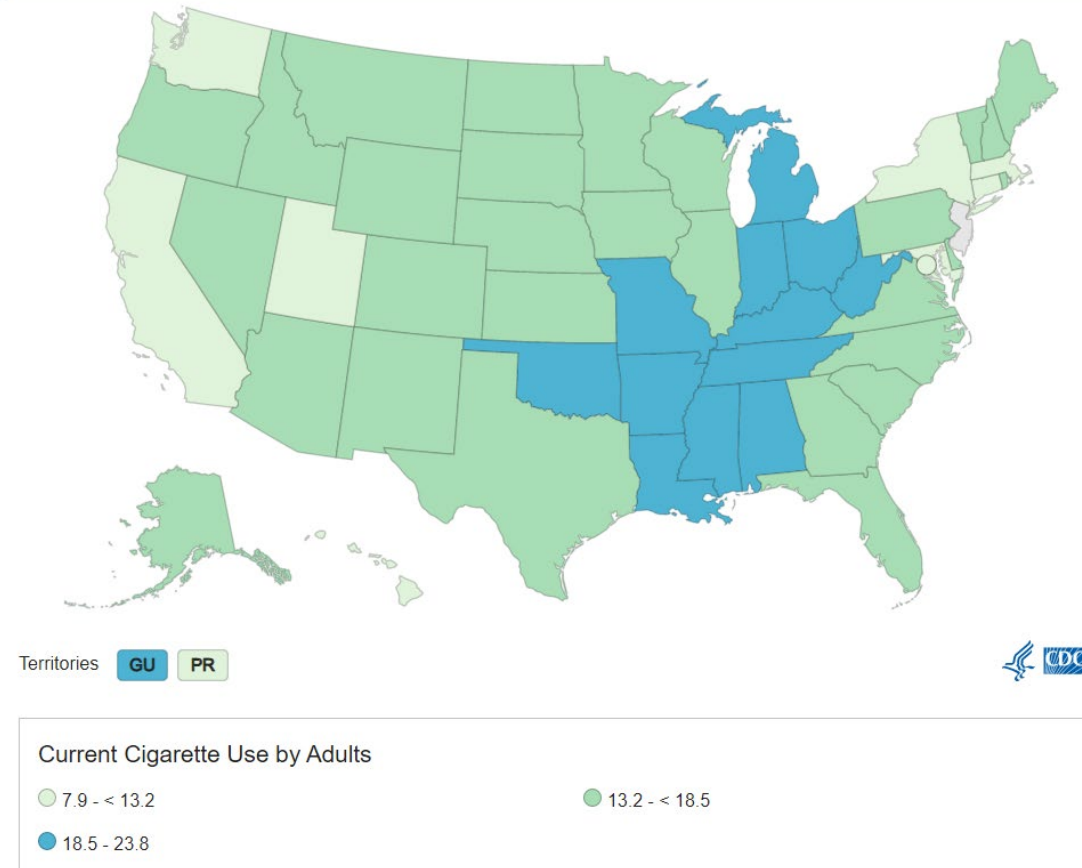 Territories GU PR
CDC
Current Cigarette Use by Adults
7.9 - < 13.2
13.2 - < 18.5
18.5 - 23.8